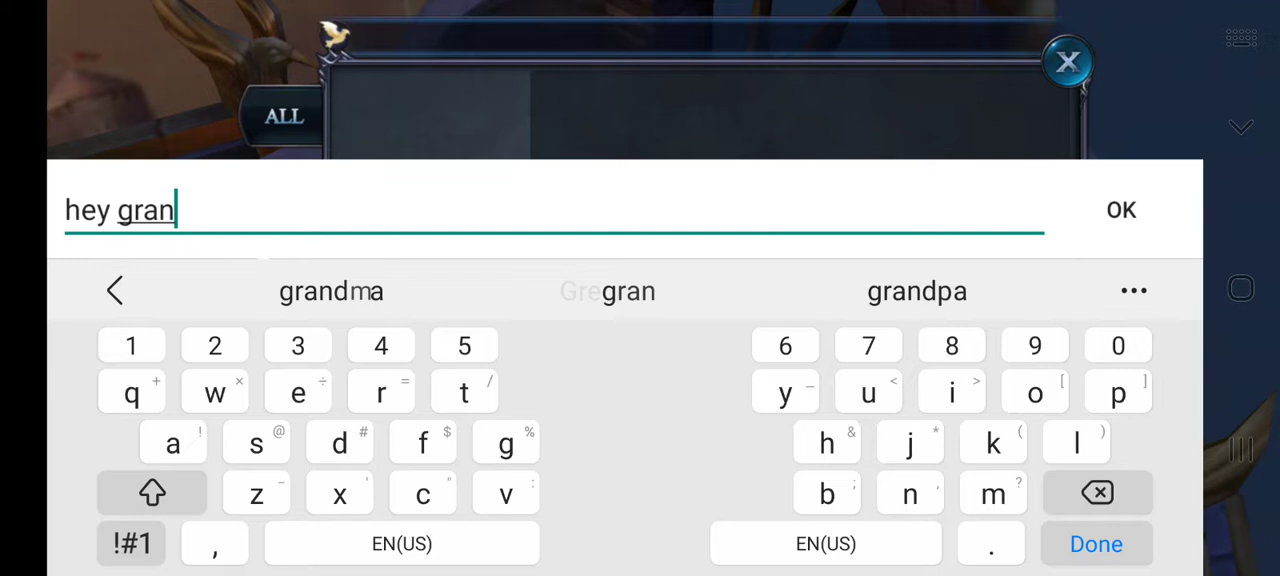 X
ALL
hey gran
OK
grandma gran grandpa
1 2 3 4 5 6 7 8 9 0
q + w × e ÷ r = t / y _ u < i > o [ p ]
a ! s @ d # f $ g % h & j * k ( l )
z - x ' c " v : b ; n , m ?
!#1 , EN(US) EN(US) . Done